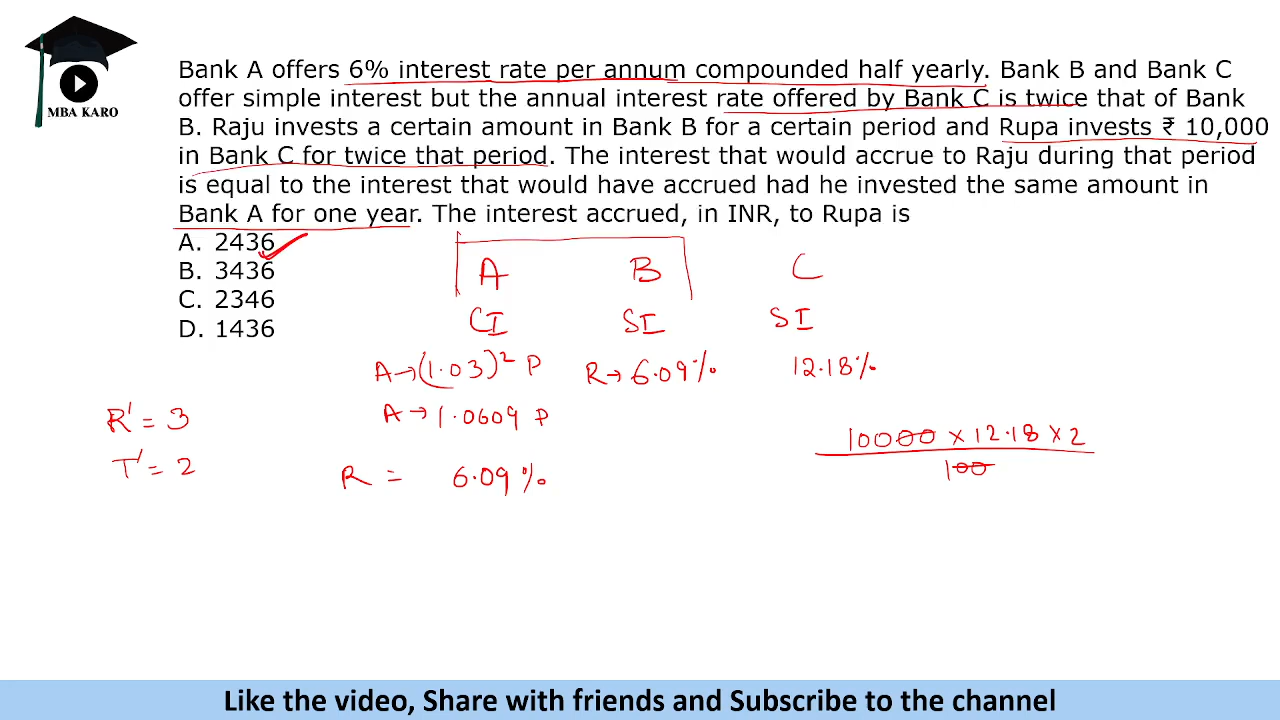 MBA KARO
Bank A offers 6% interest rate per annum compounded half yearly. Bank B and Bank C
offer simple interest but the annual interest rate offered by Bank C is twice that of Bank
B. Raju invests a certain amount in Bank B for a certain period and Rupa invests ₹ 10,000
in Bank C for twice that period. The interest that would accrue to Raju during that period
is equal to the interest that would have accrued had he invested the same amount in
Bank A for one year. The interest accrued, in INR, to Rupa is
A. 2436
B. 3436
C. 2346
D. 1436
A B C
CI SI SI
A→(1.03)² P R→6.09% 12.18%
A→1.0609 P
R' = 3
T' = 2
R = 6.09%
10000 × 12.18 × 2
100
Like the video, Share with friends and Subscribe to the channel